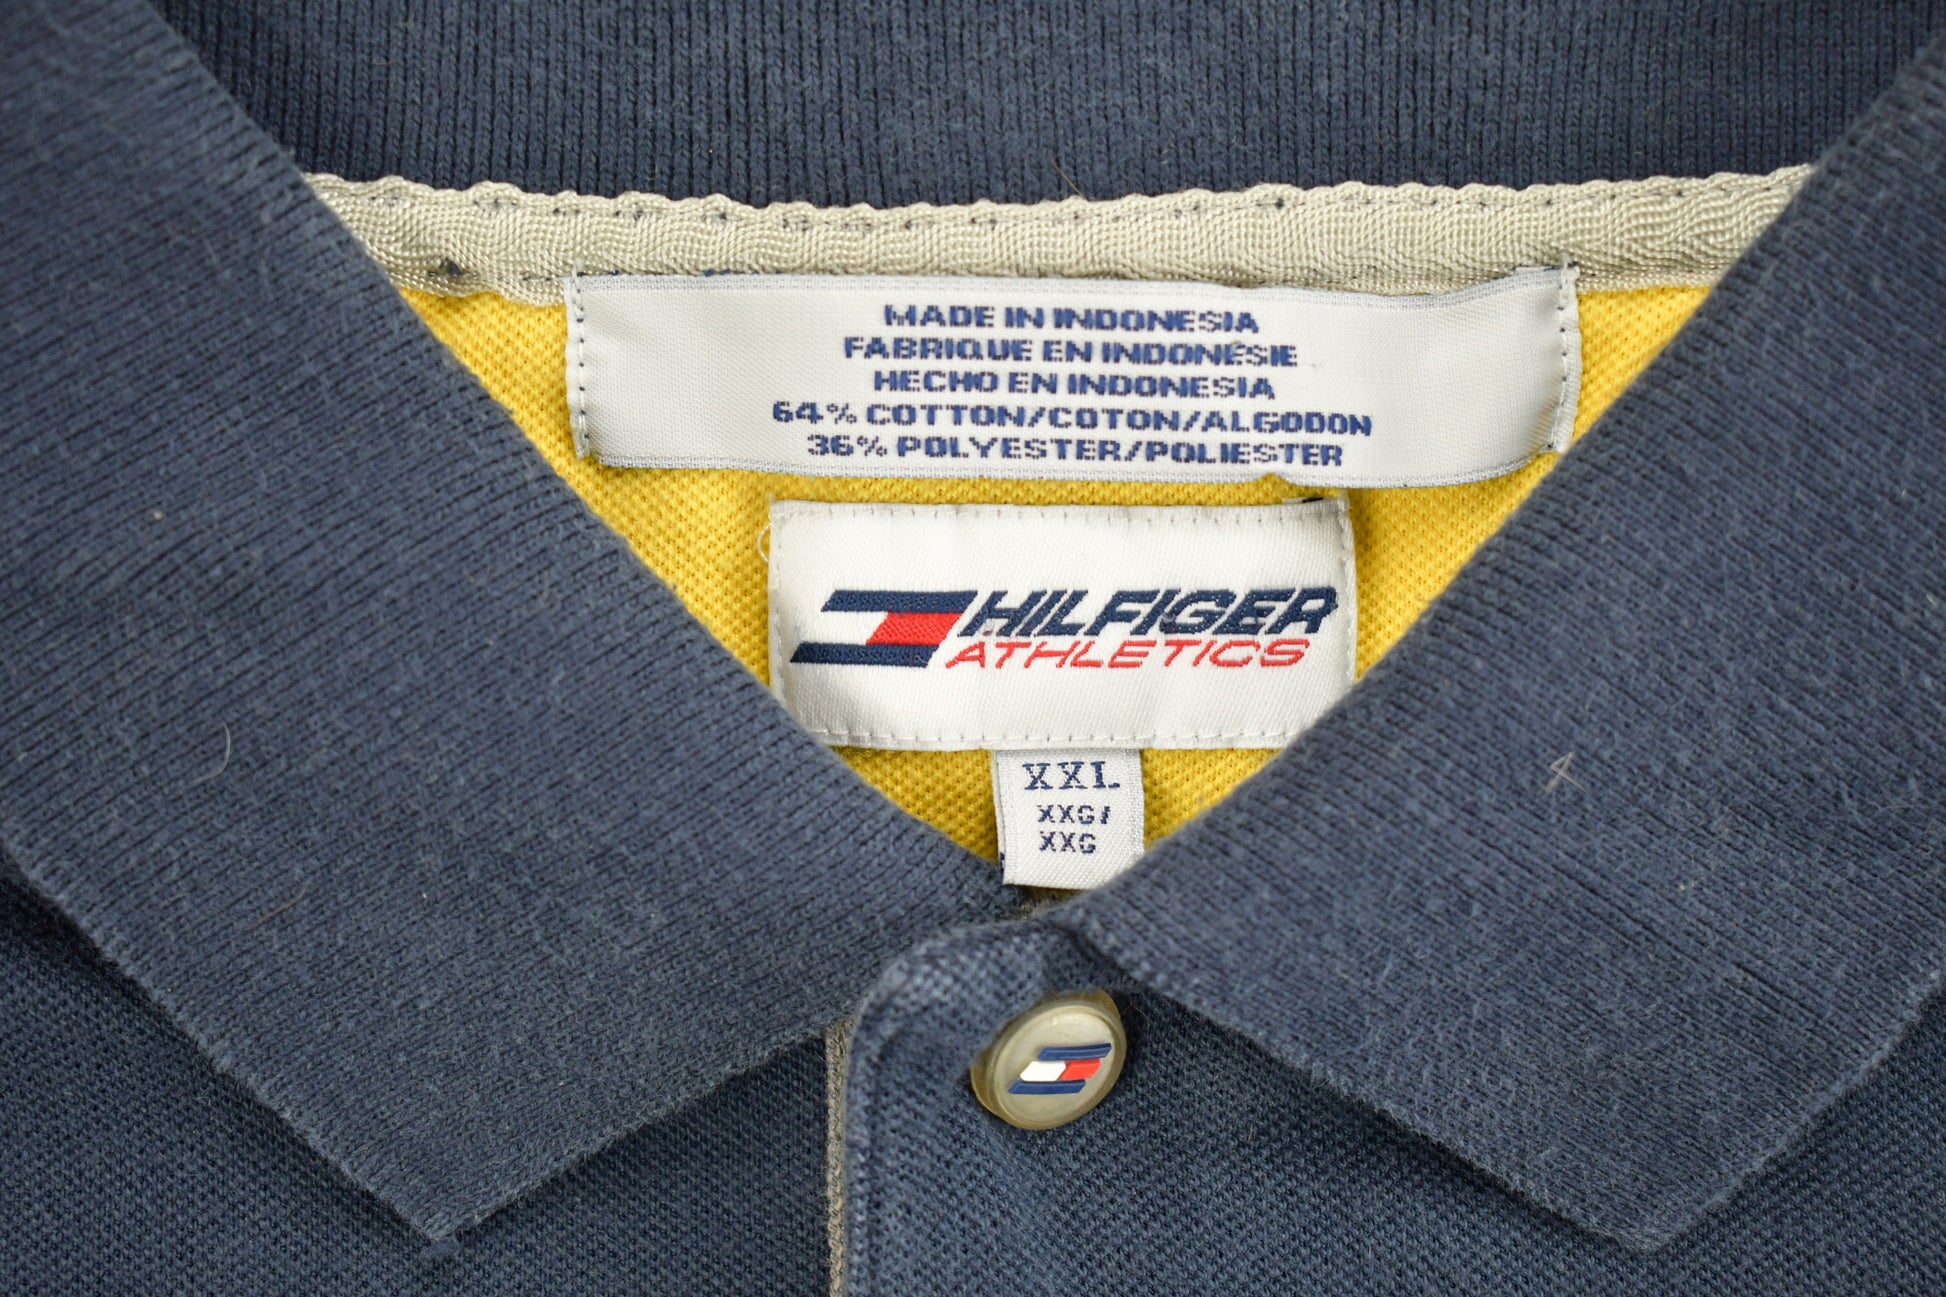 MADE IN INDONESIA
FABRIQUE EN INDONESIE
HECHO EN INDONESIA
64% COTTON/COTON/ALGODON
36% POLYESTER/POLIESTER
HILFIGER
ATHLETICS
XXL
XXG/
XXG